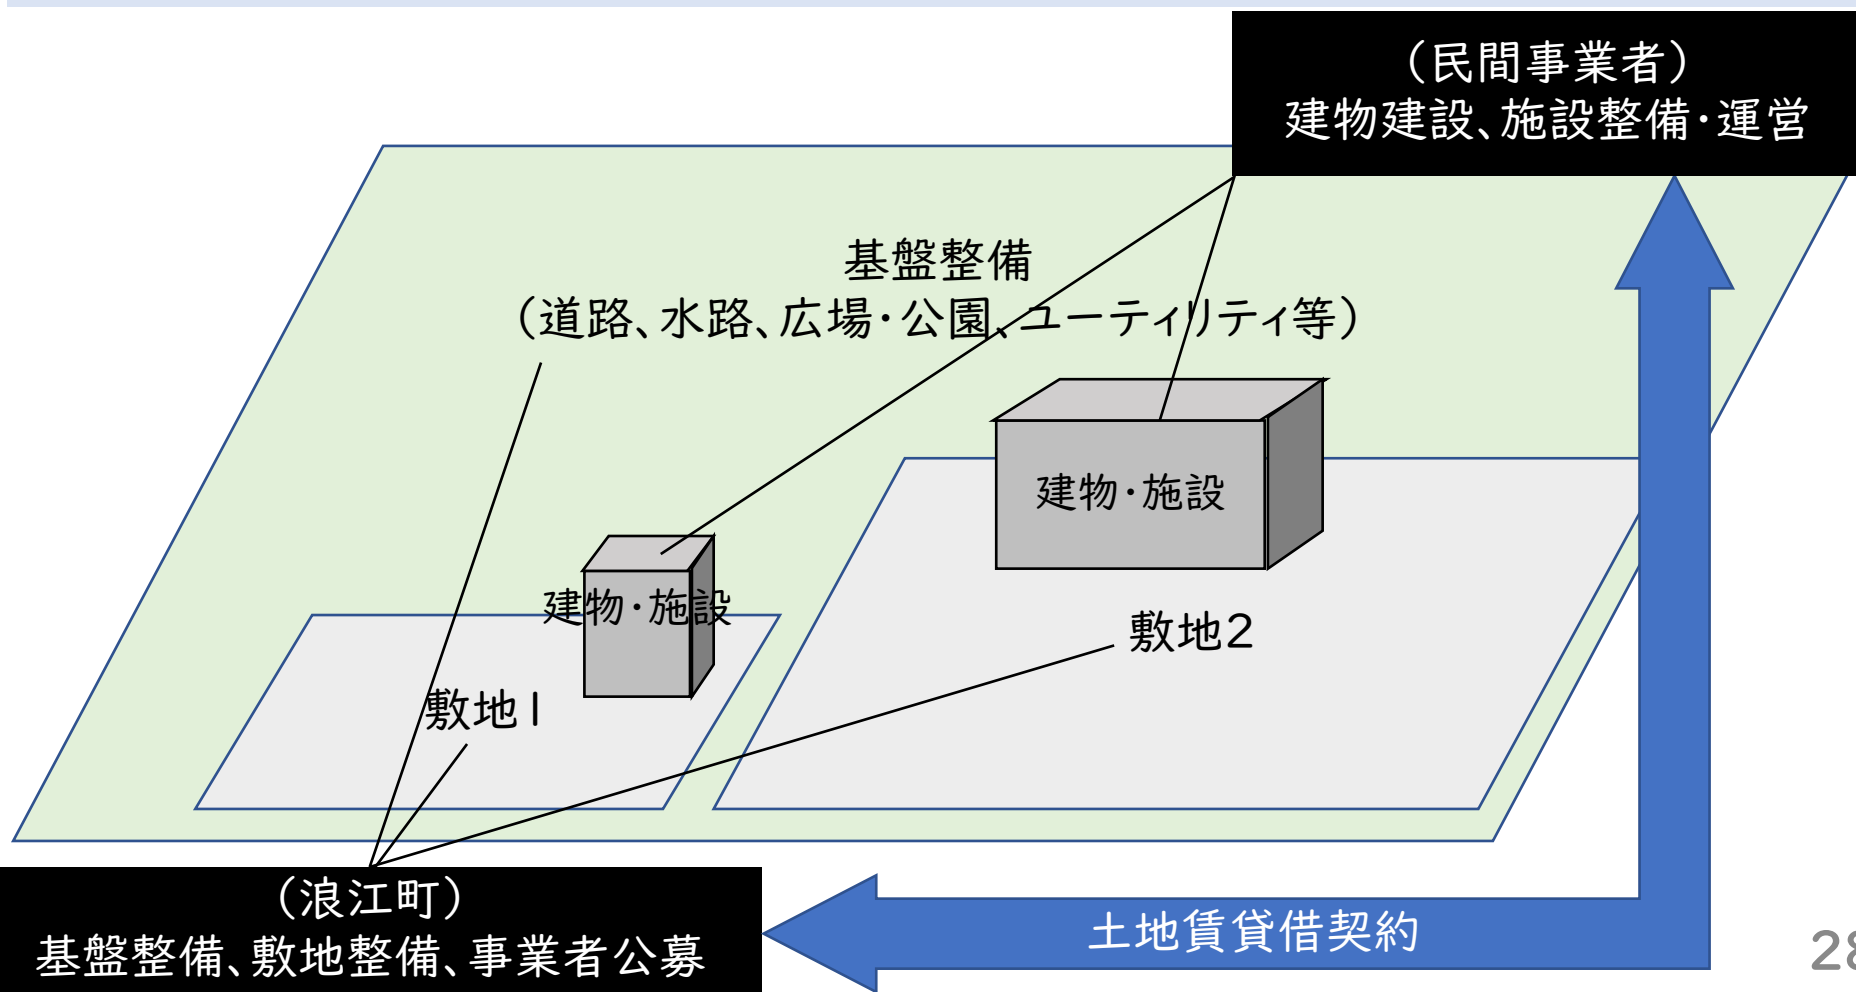 （民間事業者）
建物建設、施設整備・運営
基盤整備
（道路、水路、広場・公園、ユーティリティ等）
建物・施設
建物・施設
敷地2
敷地1
（浪江町）
基盤整備、敷地整備、事業者公募
土地賃貸借契約
28